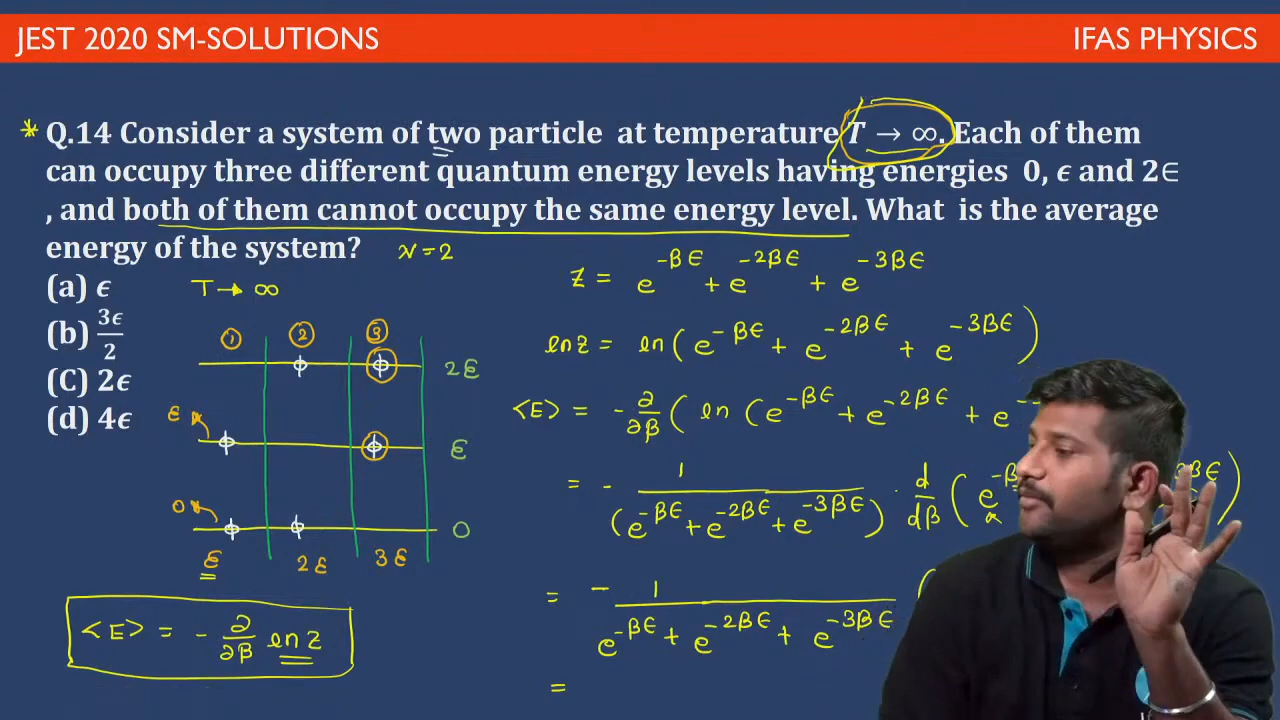 JEST 2020 SM-SOLUTIONS
IFAS PHYSICS
* Q.14 Consider a system of two particle at temperature T → ∞. Each of them
can occupy three different quantum energy levels having energies 0, ϵ and 2∈
, and both of them cannot occupy the same energy level. What is the average
energy of the system?
N = 2
(a) ϵ
(b) 3ϵ/2
(C) 2ϵ
(d) 4ϵ
T → ∞
① ② ③
2ε
ε
ε
0
0
ε 2ε 3ε
<E> = - ∂/∂β ln z
z = e^{-βϵ} + e^{-2βϵ} + e^{-3βϵ}
ln z = ln( e^{-βϵ} + e^{-2βϵ} + e^{-3βϵ} )
<E> = - ∂/∂β ( ln ( e^{-βϵ} + e^{-2βϵ} + e^-
= - 1/(e^{-βϵ} + e^{-2βϵ} + e^{-3βϵ}) · d/dβ ( e^{-β 3βϵ )
= - 1/e^{-βϵ} + e^{-2βϵ} + e^{-3βϵ} (
=